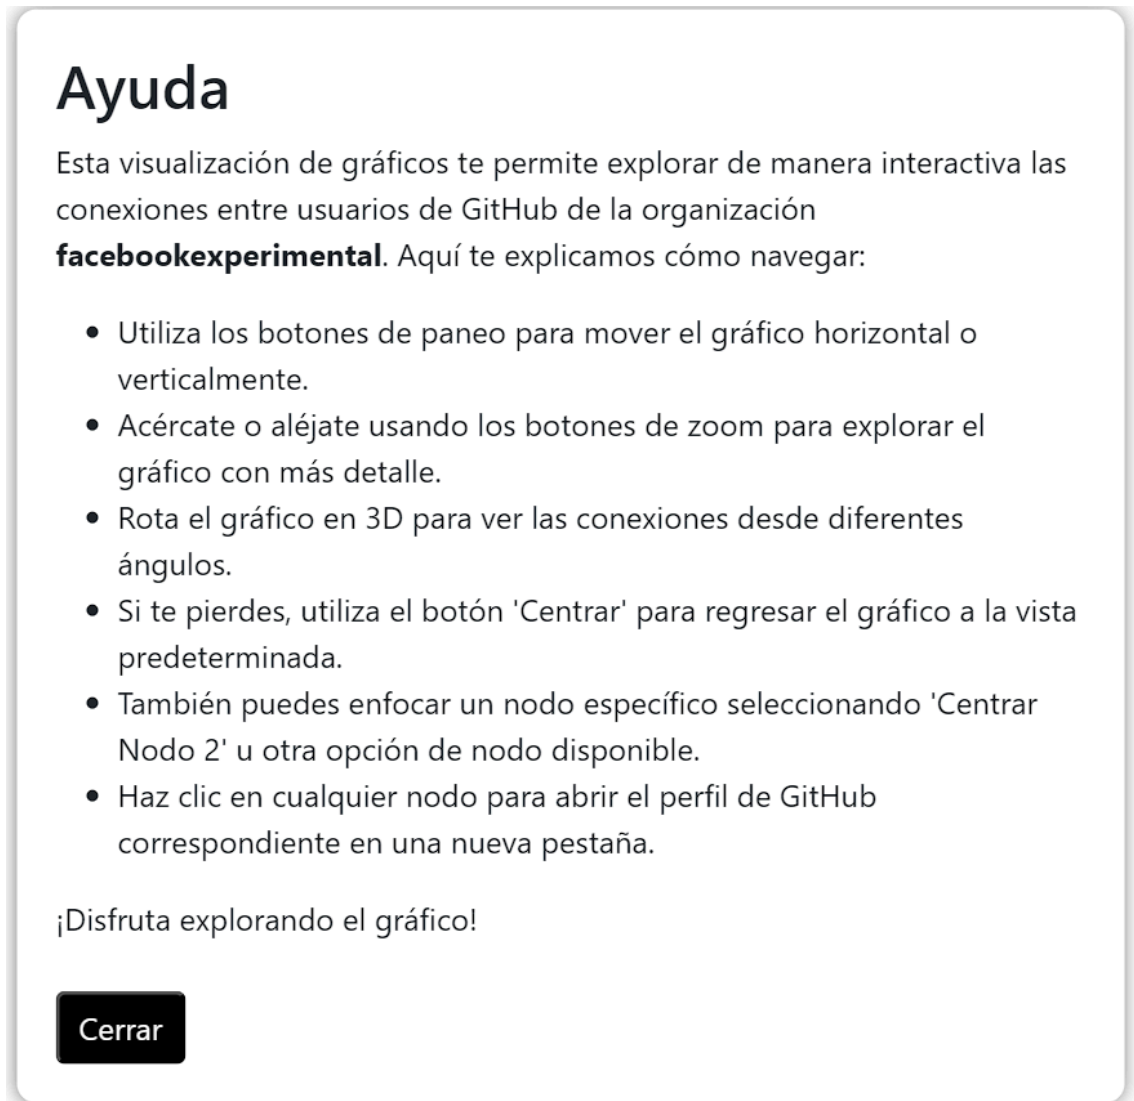 Ayuda
Esta visualización de gráficos te permite explorar de manera interactiva las
conexiones entre usuarios de GitHub de la organización
facebookexperimental. Aquí te explicamos cómo navegar:
• Utiliza los botones de paneo para mover el gráfico horizontal o
verticalmente.
• Acércate o aléjate usando los botones de zoom para explorar el
gráfico con más detalle.
• Rota el gráfico en 3D para ver las conexiones desde diferentes
ángulos.
• Si te pierdes, utiliza el botón 'Centrar' para regresar el gráfico a la vista
predeterminada.
• También puedes enfocar un nodo específico seleccionando 'Centrar
Nodo 2' u otra opción de nodo disponible.
• Haz clic en cualquier nodo para abrir el perfil de GitHub
correspondiente en una nueva pestaña.
¡Disfruta explorando el gráfico!
Cerrar